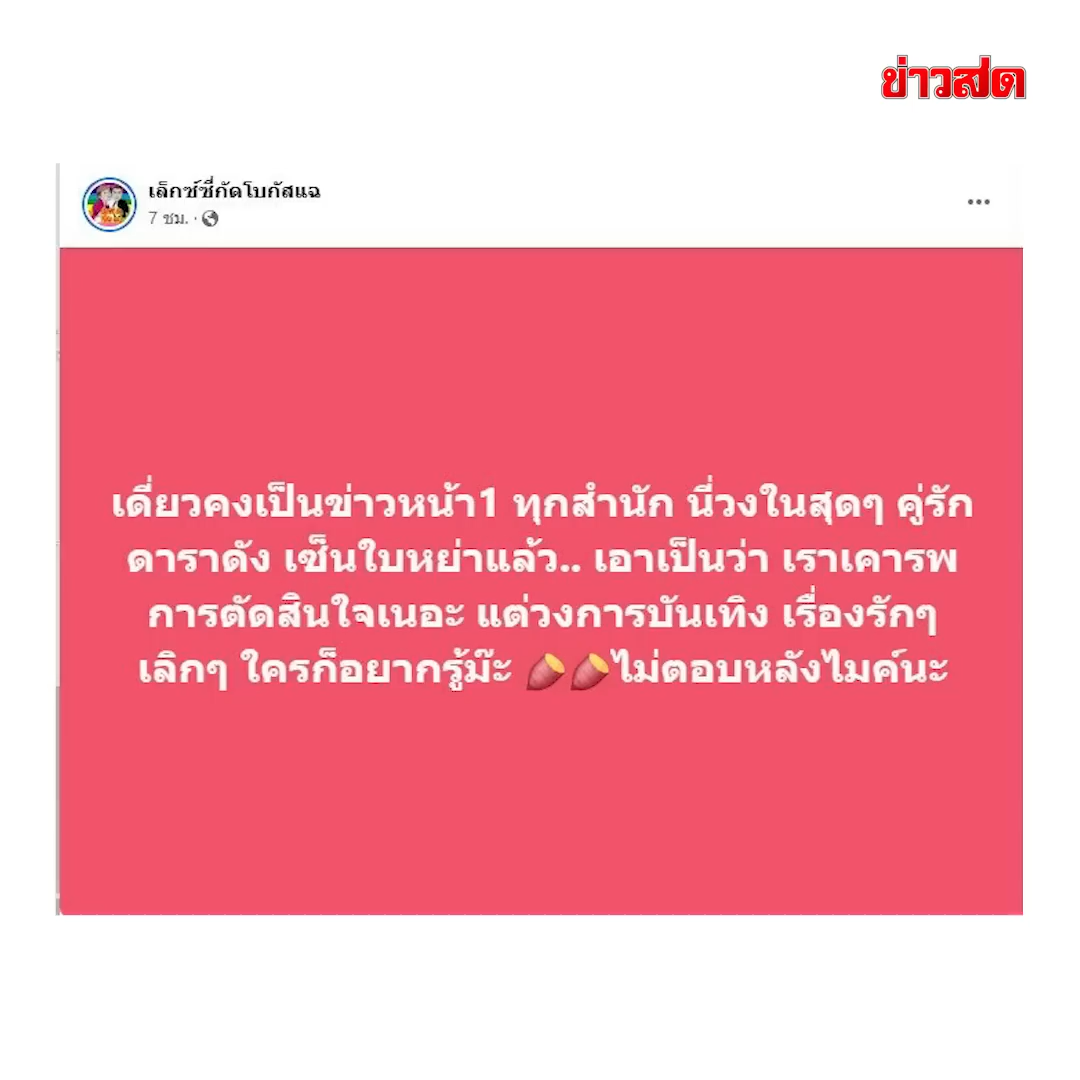 ข่าวสด
เล็กซ์ซี่กัดโบกัสแฉ
7 ชม. ·
เดี่ยวคงเป็นข่าวหน้า1 ทุกสำนัก นี่วงในสุดๆ คู่รัก
ดาราดัง เซ็นใบหย่าแล้ว.. เอาเป็นว่า เราเคารพ
การตัดสินใจเนอะ แต่วงการบันเทิง เรื่องรักๆ
เลิกๆ ใครก็อยากรู้ม๊ะ 🍠🍠ไม่ตอบหลังไมค์นะ